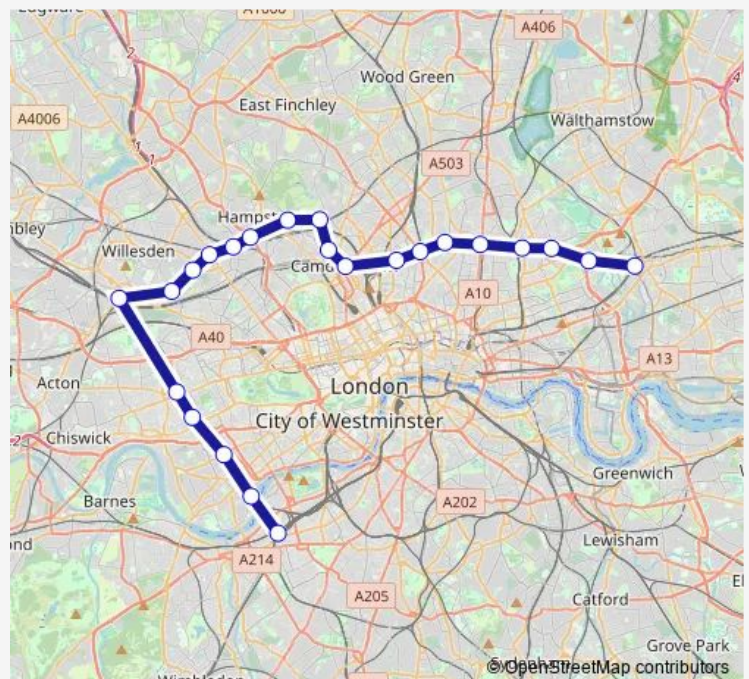 A406
Wood Green
East Finchley
A4006
Walthamstow
A503
Willesden
A10
A40
A13
Acton
London
City of Westminster
Chiswick
Greenwich
Barnes
A202
Lewisham
A214
A205
Catford
Grove Park
© OpenStreetMap contributors